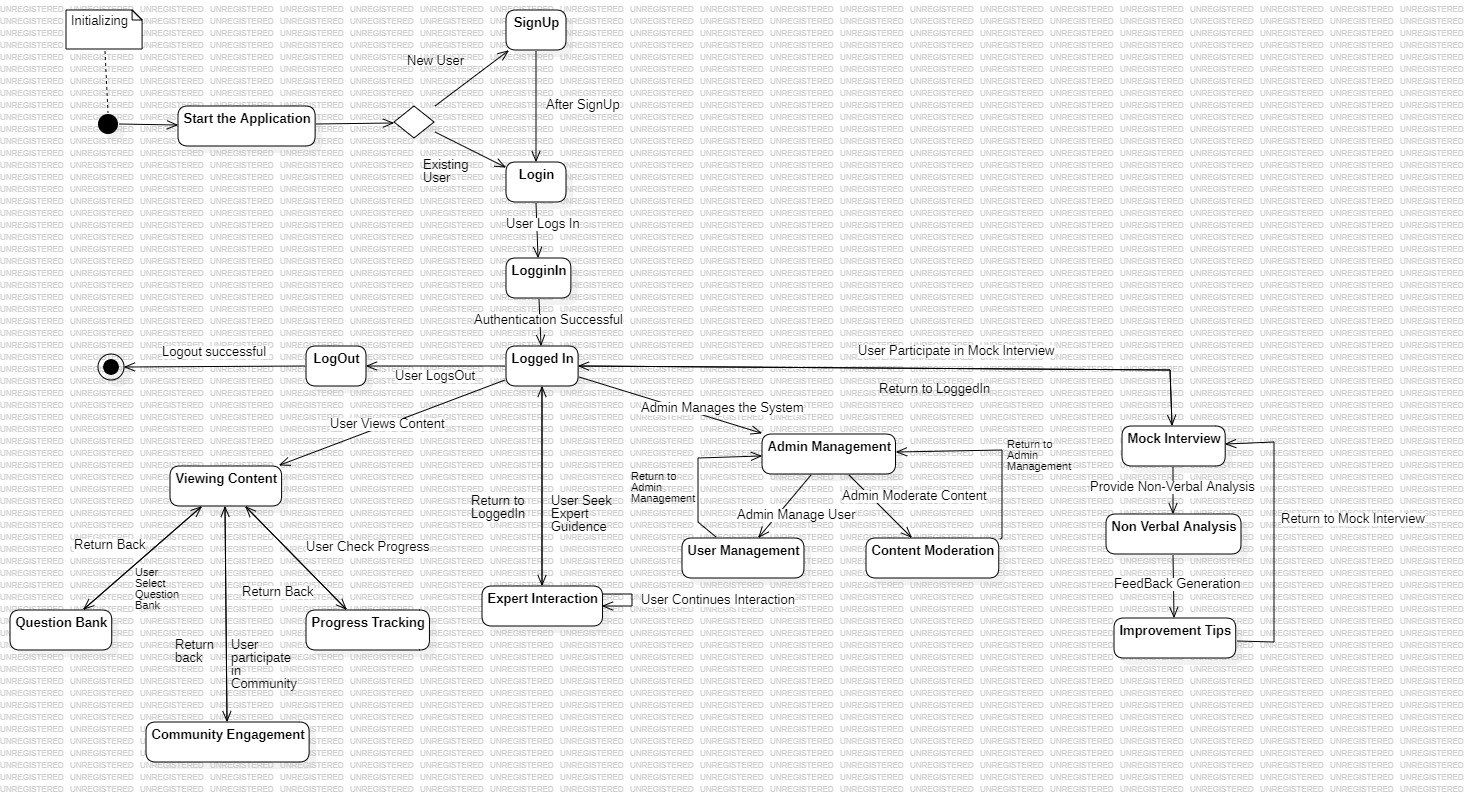 Initializing
SignUp
New User
After SignUp
Start the Application
Existing
User
Login
User Logs In
LogginIn
Authentication Successful
Logout successful
LogOut
User LogsOut
Logged In
User Participate in Mock Interview
Return to LoggedIn
User Views Content
Admin Manages the System
Admin Management
Return to
Admin
Management
Mock Interview
Viewing Content
Return to
Admin
Management
Return to
LoggedIn
User Seek
Expert
Guidence
Admin Moderate Content
Admin Manage User
Provide Non-Verbal Analysis
Non Verbal Analysis
Return to Mock Interview
Return Back
User
Select
Question
Bank
User Check Progress
Return Back
User Management
Content Moderation
FeedBack Generation
Question Bank
Progress Tracking
Expert Interaction
User Continues Interaction
Improvement Tips
Return
back
User
participate
in
Community
Community Engagement
UNREGISTERED